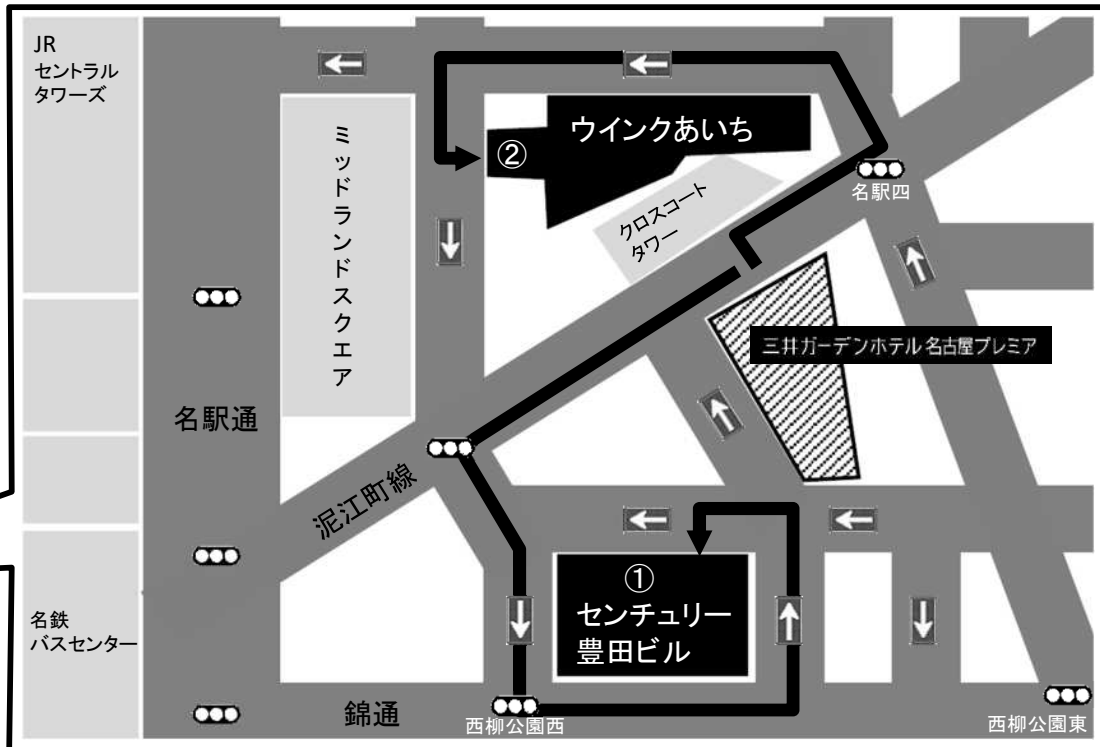 JR
セントラル
タワーズ
ミッドランドスクエア
②
ウインクあいち
クロスコート
タワー
名駅四
三井ガーデンホテル名古屋プレミア
名駅通
泥江町線
①
センチュリー
豊田ビル
名鉄
バスセンター
錦通
西柳公園西
西柳公園東